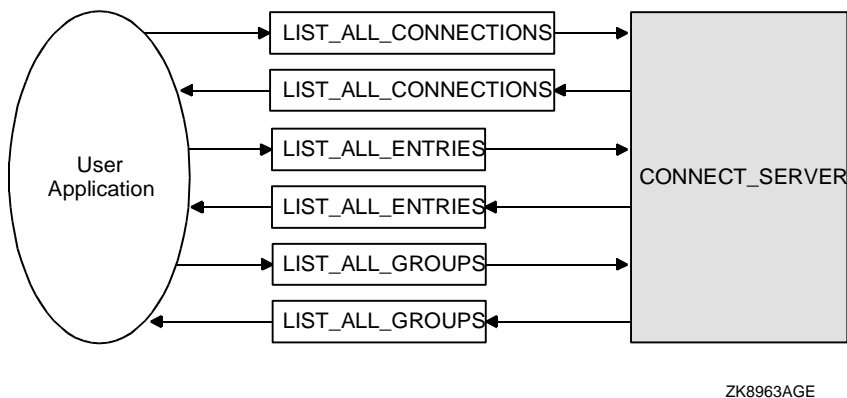 LIST_ALL_CONNECTIONS
LIST_ALL_CONNECTIONS
LIST_ALL_ENTRIES
LIST_ALL_ENTRIES
LIST_ALL_GROUPS
LIST_ALL_GROUPS
User
Application
CONNECT_SERVER
ZK8963AGE